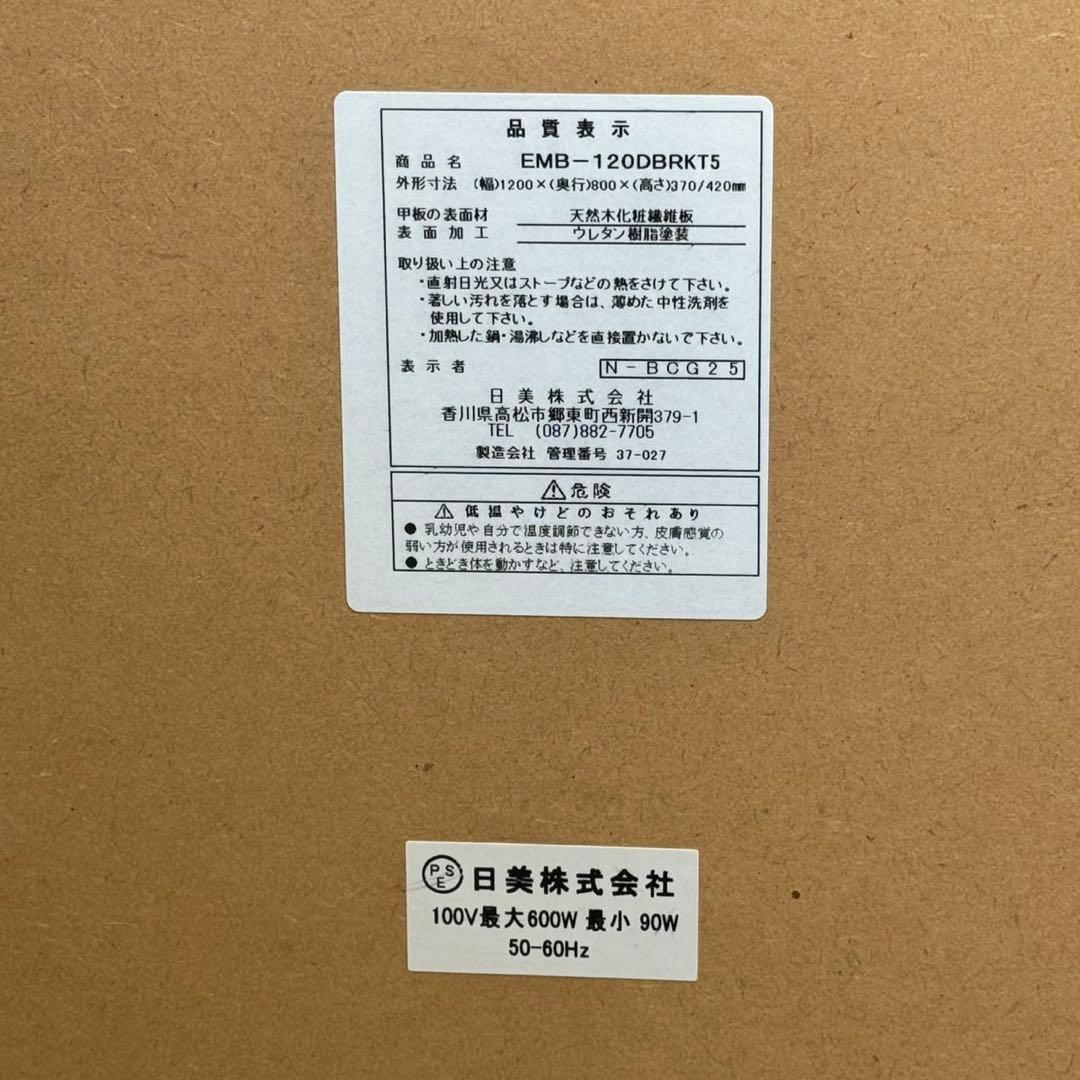 品質表示
商品名 EMB-120DBRKT5
外形寸法 (幅)1200×(奥行)800×(高さ)370/420mm
甲板の表面材 天然木化粧繊維板
表面加工 ウレタン樹脂塗装
取り扱い上の注意
・直射日光又はストーブなどの熱をさけて下さい。
・著しい汚れを落とす場合は、薄めた中性洗剤を
使用して下さい。
・加熱した鍋・湯沸しなどを直接置かないで下さい。
表示者 N-BCG25
日美株式会社
香川県高松市郷東町西新開379-1
TEL (087)882-7705
製造会社 管理番号 37-027
⚠危険
⚠低温やけどのおそれあり
● 乳幼児や自分で温度調節できない方、皮膚感覚の
弱い方が使用されるときは特に注意してください。
● ときどき体を動かすなど、注意してください。
PSE 日美株式会社
100V最大600W 最小 90W
50-60Hz